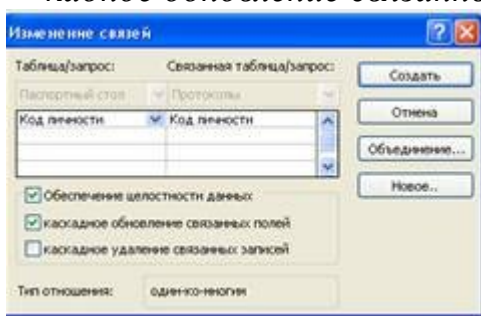 Изменение связей
Таблица/запрос: Связанная таблица/запрос:
Паспортный стол Протоколы
Код личности Код личности
Обеспечение целостности данных
каскадное обновление связанных полей
каскадное удаление связанных записей
Тип отношения: один-ко-многим
Создать
Отмена
Объединение...
Новое..